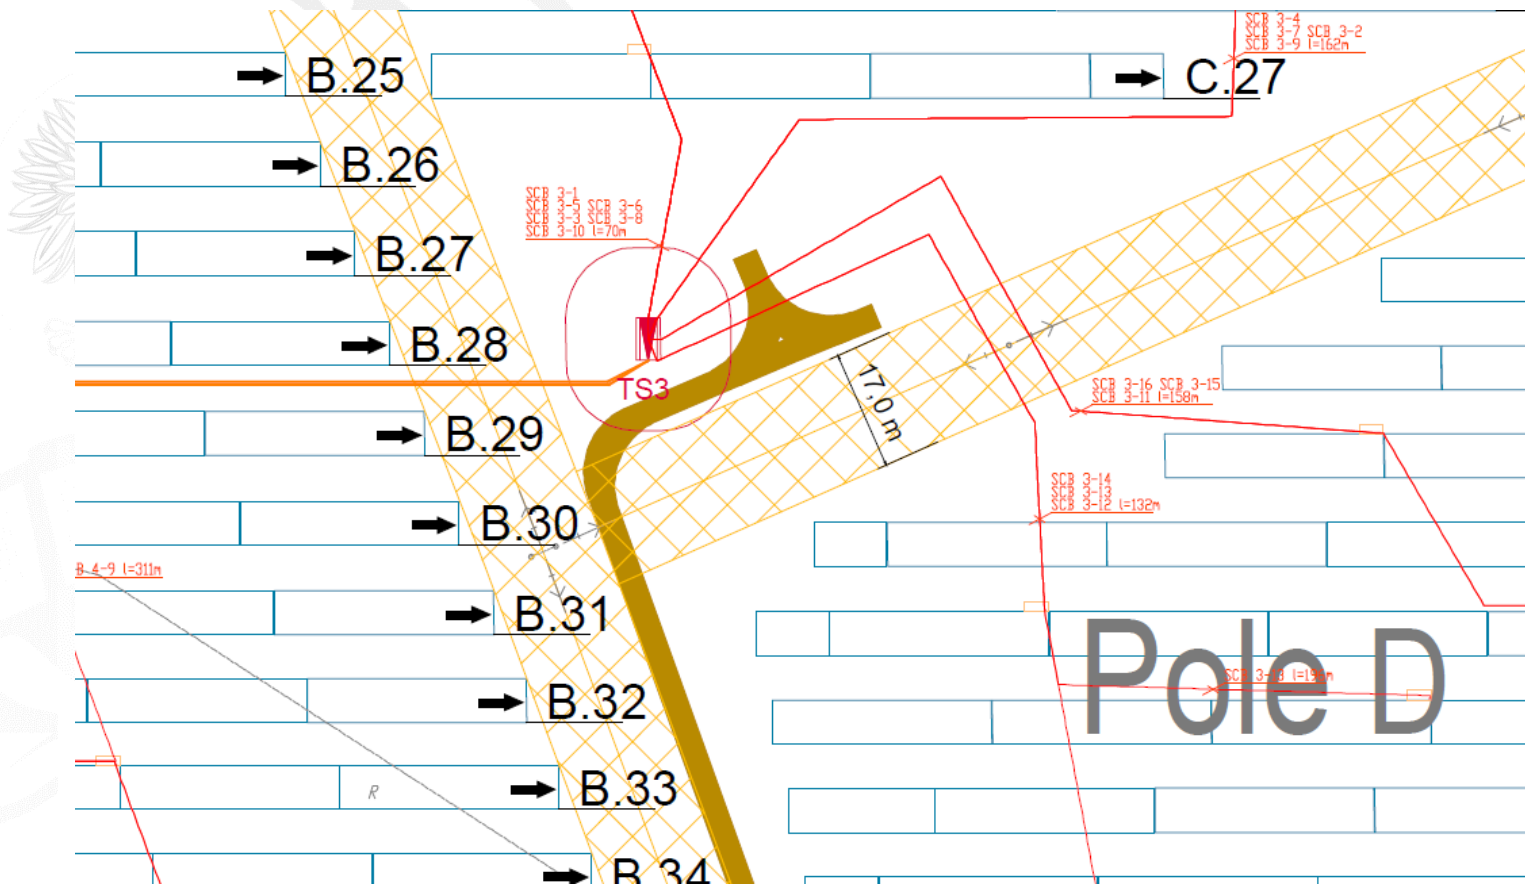 SCB 3-4
SCB 3-7 SCB 3-2
SCB 3-9 l=162m
B.25
C.27
B.26
SCB 3-1
SCB 3-5 SCB 3-6
SCB 3-3 SCB 3-8
SCB 3-10 l=70m
B.27
B.28
TS3
17,0 m
SCB 3-16 SCB 3-15
SCB 3-11 l=158m
B.29
SCB 3-14
SCB 3-13
SCB 3-12 l=132m
B.30
B 4-9 l=311m
B.31
Pole D
B.32
B.33
R
B.34